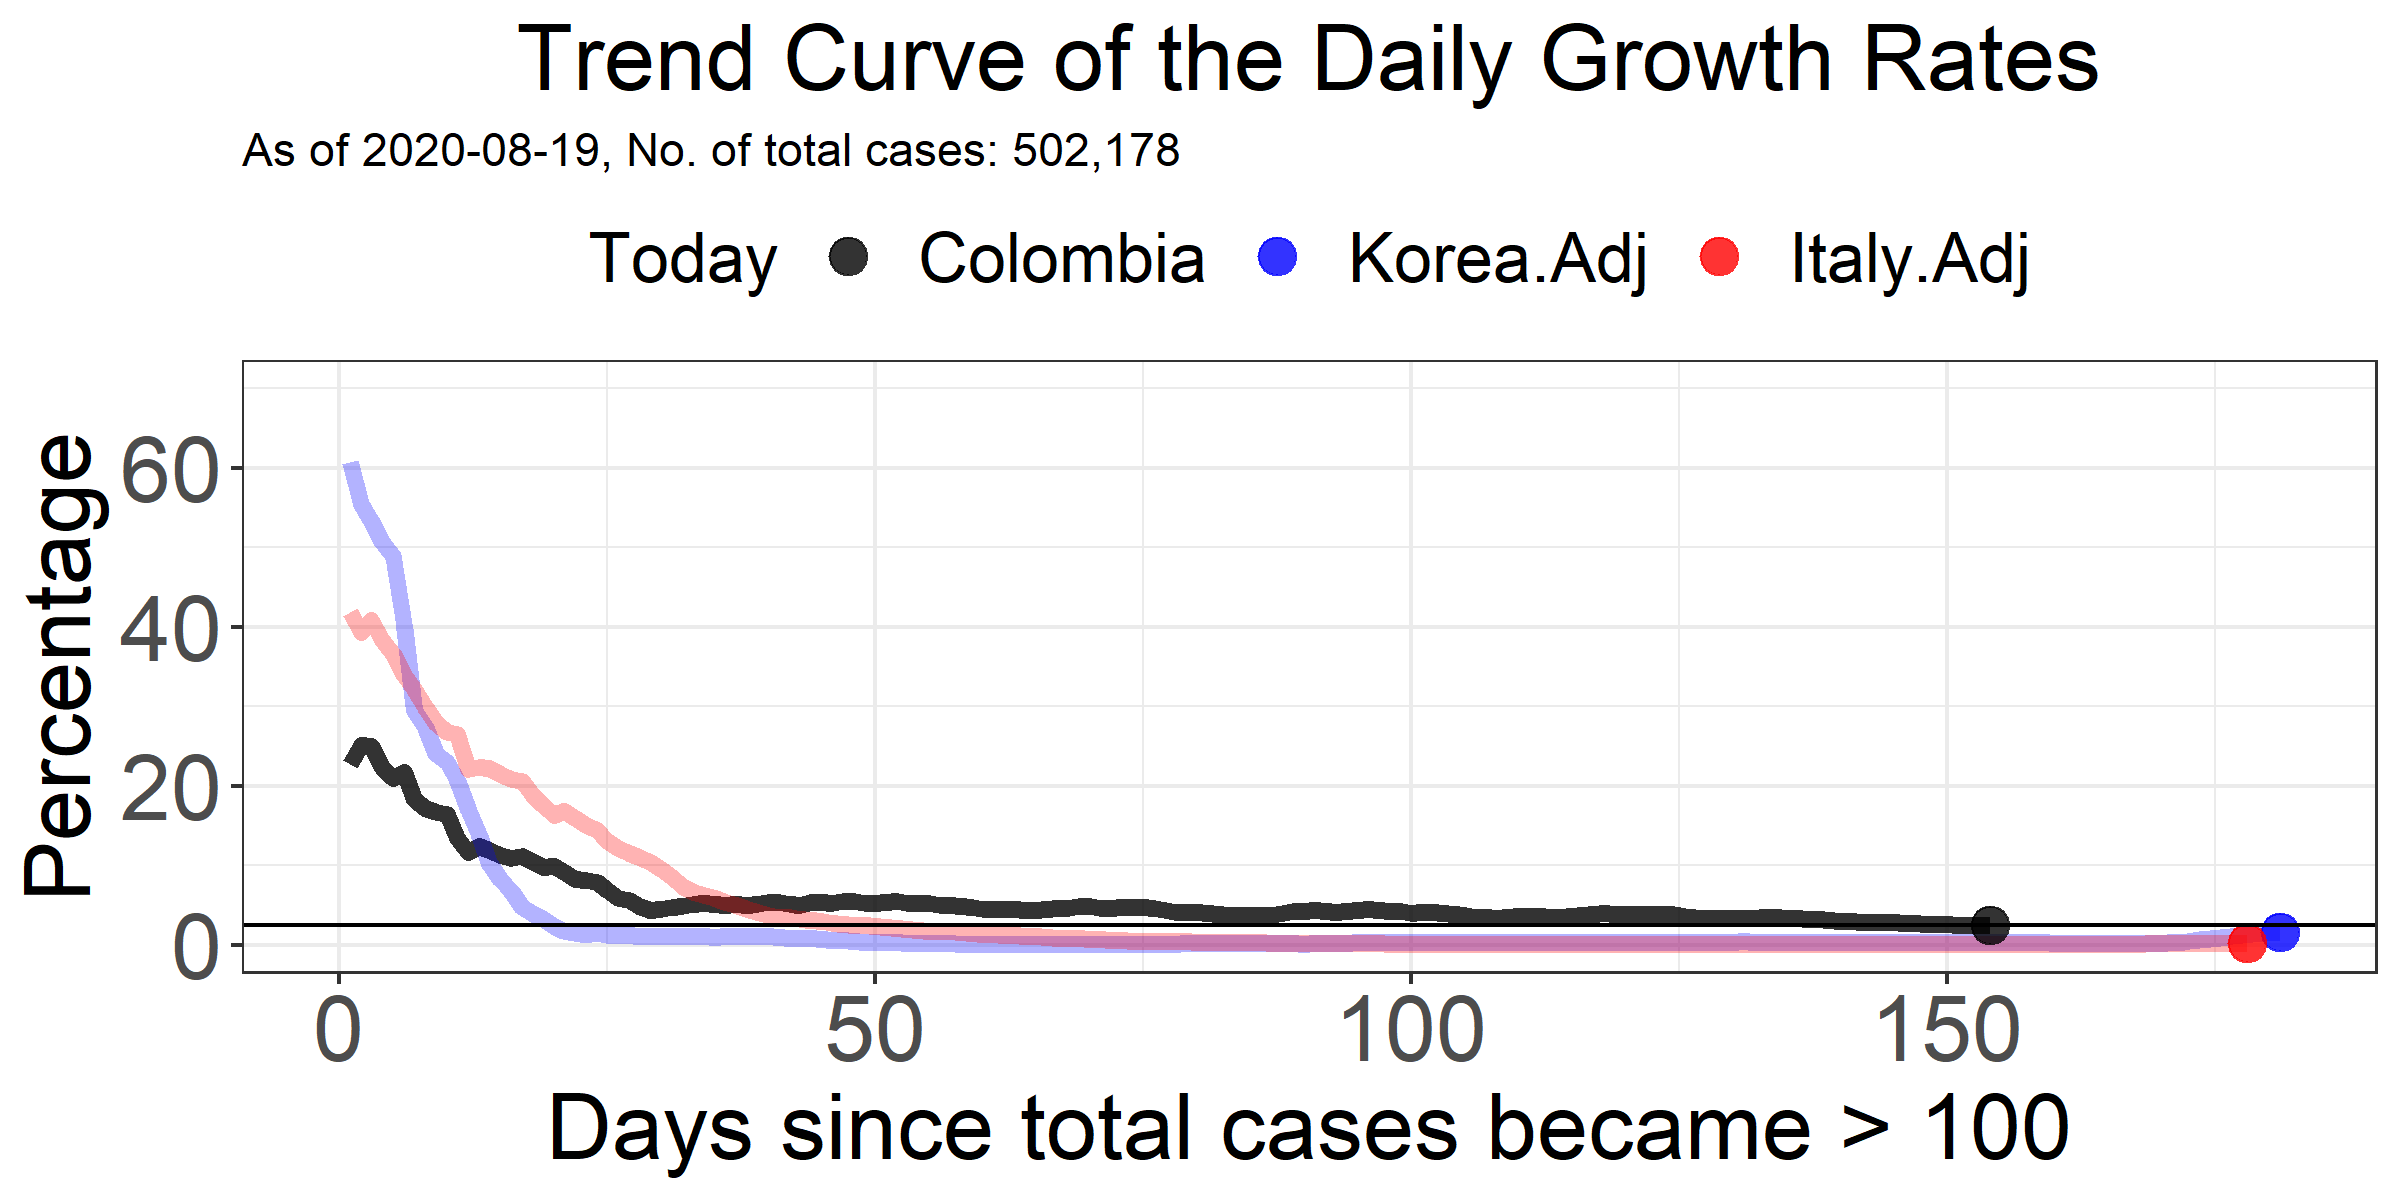 Trend Curve of the Daily Growth Rates
As of 2020-08-19, No. of total cases: 502,178
Today Colombia Korea.Adj Italy.Adj
Percentage
60
40
20
0
0 50 100 150
Days since total cases became > 100